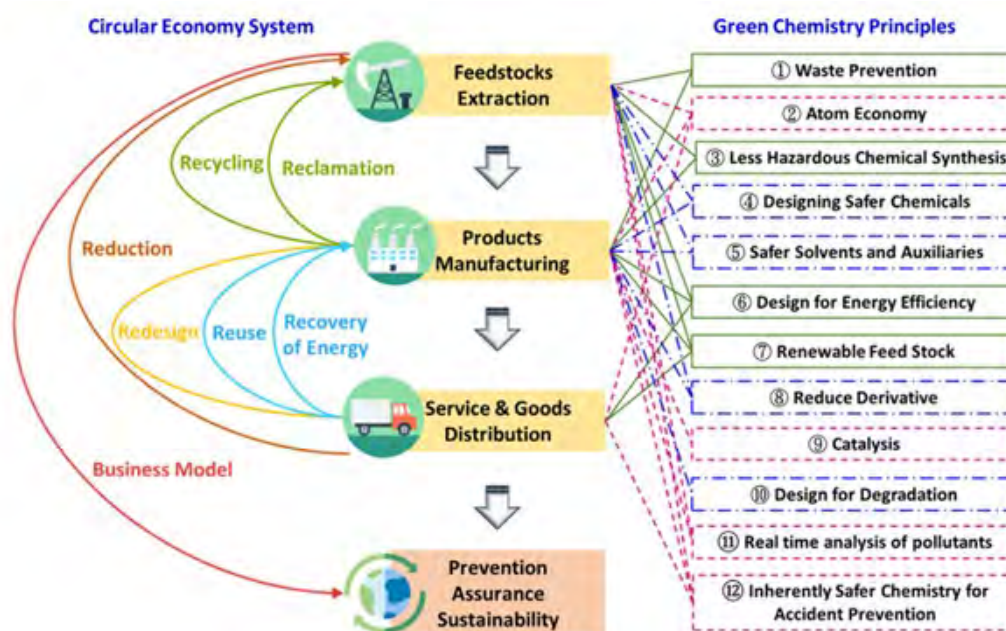 Circular Economy System
Green Chemistry Principles
Feedstocks
Extraction
Recycling
Reclamation
Reduction
Products
Manufacturing
Redesign
Reuse
Recovery
of Energy
Service & Goods
Distribution
Business Model
Prevention
Assurance
Sustainability
① Waste Prevention
② Atom Economy
③ Less Hazardous Chemical Synthesis
④ Designing Safer Chemicals
⑤ Safer Solvents and Auxiliaries
⑥ Design for Energy Efficiency
⑦ Renewable Feed Stock
⑧ Reduce Derivative
⑨ Catalysis
⑩ Design for Degradation
⑪ Real time analysis of pollutants
⑫ Inherently Safer Chemistry for
Accident Prevention